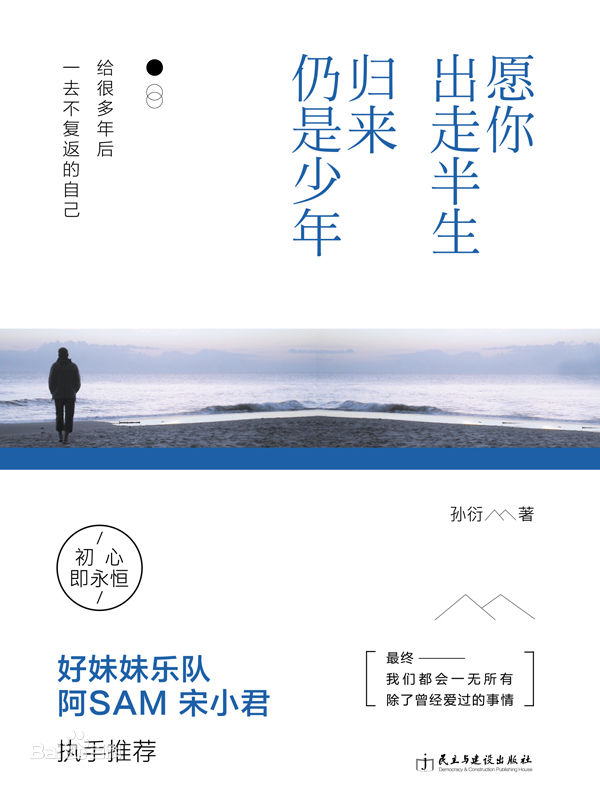 愿你
出走半生
归来
仍是少年
给很多年后
一去不复返的自己
孙衍 著
初心
即永恒
最终
我们都会一无所有
除了曾经爱过的事情
好妹妹乐队
阿SAM 宋小君
执手推荐
民主与建设出版社
Democracy & Construction Publishing House